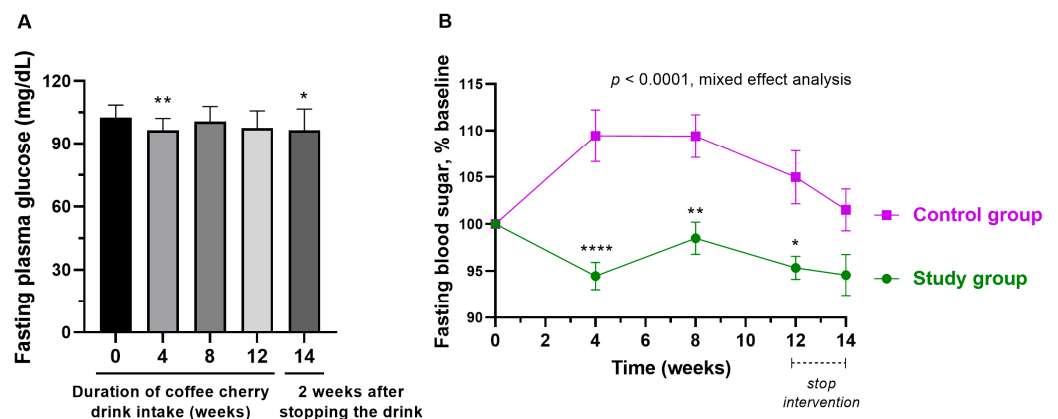 A
Fasting plasma glucose (mg/dL)
120
90
60
30
0
**
*
0 4 8 12 14
Duration of coffee cherry
drink intake (weeks)
2 weeks after
stopping the drink
B
p < 0.0001, mixed effect analysis
Fasting blood sugar, % baseline
115
110
105
100
95
90
****
**
*
0 2 4 6 8 10 12 14
Time (weeks)
stop
intervention
Control group
Study group